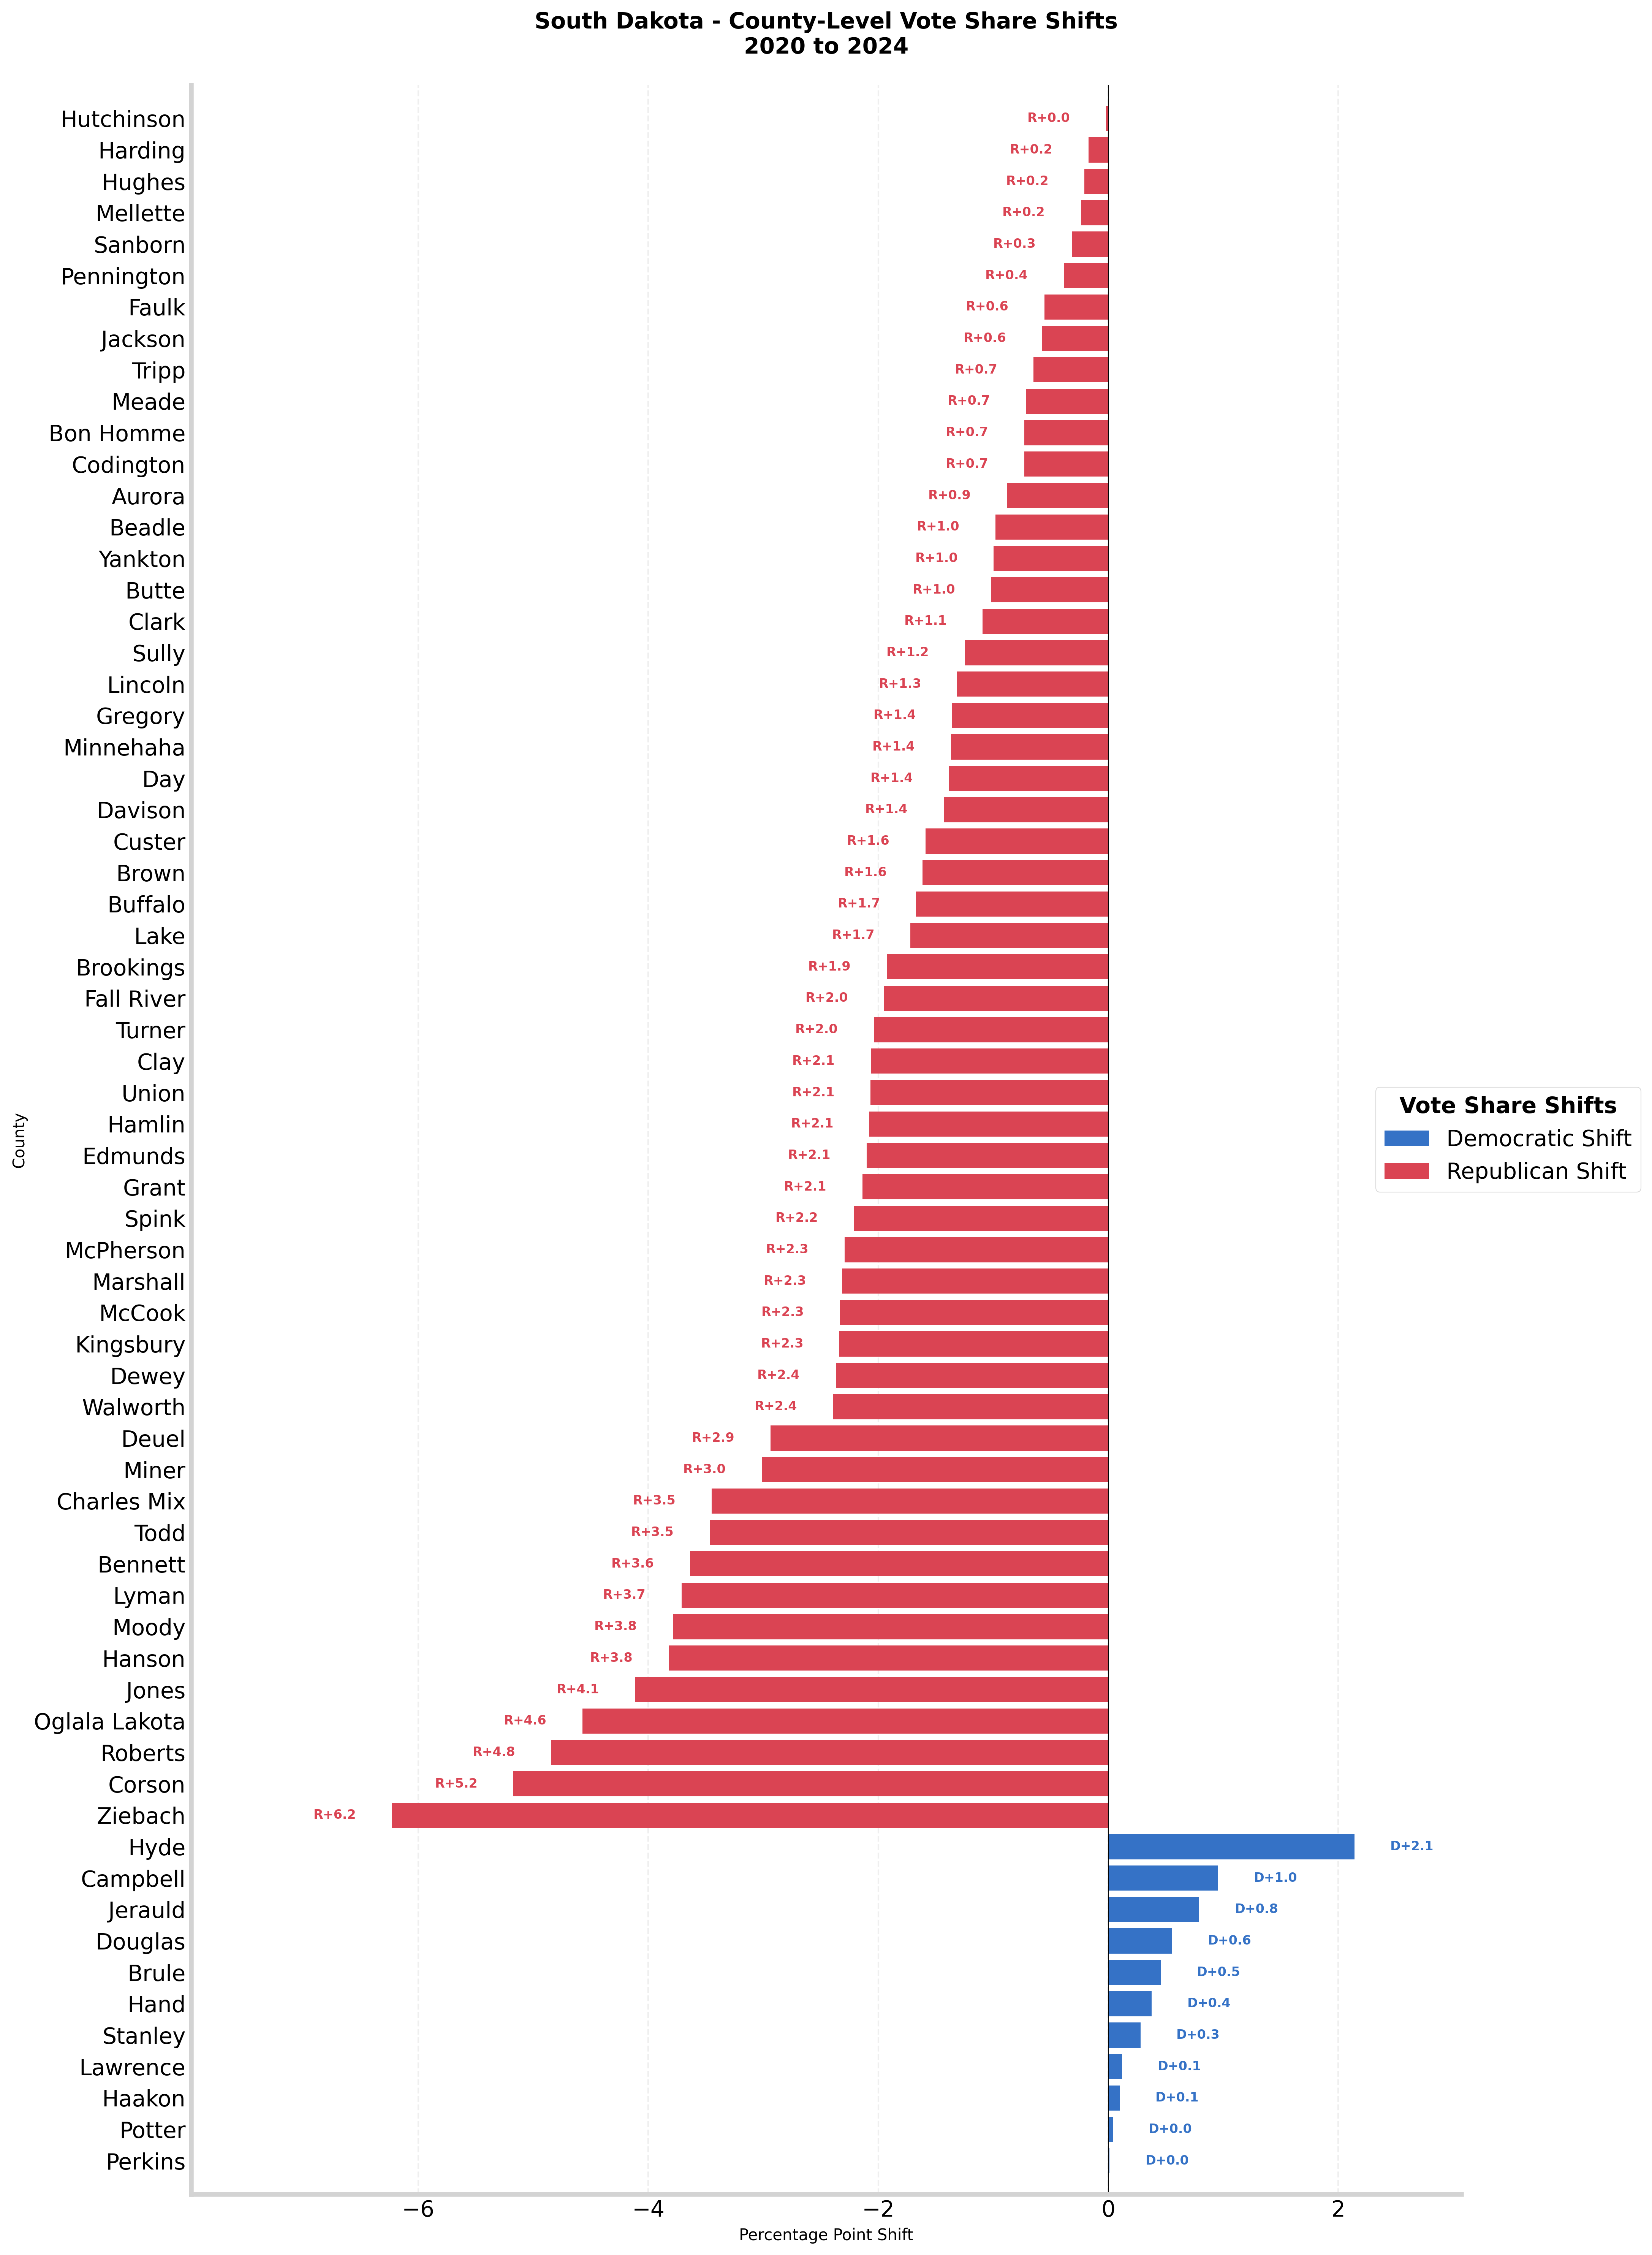 South Dakota - County-Level Vote Share Shifts
2020 to 2024
Hutchinson R+0.0
Harding R+0.2
Hughes R+0.2
Mellette R+0.2
Sanborn R+0.3
Pennington R+0.4
Faulk R+0.6
Jackson R+0.6
Tripp R+0.7
Meade R+0.7
Bon Homme R+0.7
Codington R+0.7
Aurora R+0.9
Beadle R+1.0
Yankton R+1.0
Butte R+1.0
Clark R+1.1
Sully R+1.2
Lincoln R+1.3
Gregory R+1.4
Minnehaha R+1.4
Day R+1.4
Davison R+1.4
Custer R+1.6
Brown R+1.6
Buffalo R+1.7
Lake R+1.7
Brookings R+1.9
Fall River R+2.0
Turner R+2.0
Clay R+2.1
Union R+2.1
Hamlin R+2.1
Edmunds R+2.1
Grant R+2.1
Spink R+2.2
McPherson R+2.3
Marshall R+2.3
McCook R+2.3
Kingsbury R+2.3
Dewey R+2.4
Walworth R+2.4
Deuel R+2.9
Miner R+3.0
Charles Mix R+3.5
Todd R+3.5
Bennett R+3.6
Lyman R+3.7
Moody R+3.8
Hanson R+3.8
Jones R+4.1
Oglala Lakota R+4.6
Roberts R+4.8
Corson R+5.2
Ziebach R+6.2
Hyde D+2.1
Campbell D+1.0
Jerauld D+0.8
Douglas D+0.6
Brule D+0.5
Hand D+0.4
Stanley D+0.3
Lawrence D+0.1
Haakon D+0.1
Potter D+0.0
Perkins D+0.0
County
−6 −4 −2 0 2
Percentage Point Shift
Vote Share Shifts
Democratic Shift
Republican Shift